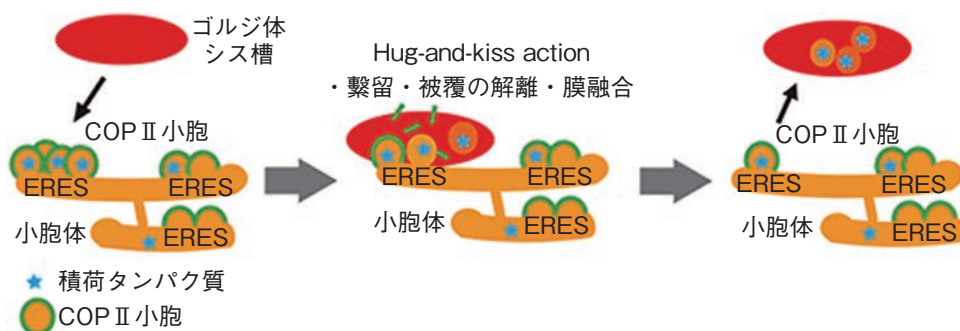 ゴルジ体
シス槽
COPⅡ小胞
ERES
ERES
小胞体
ERES
積荷タンパク質
COPⅡ小胞
Hug-and-kiss action
・繫留・被覆の解離・膜融合
ERES
ERES
小胞体
ERES
COPⅡ小胞
ERES
ERES
小胞体
ERES